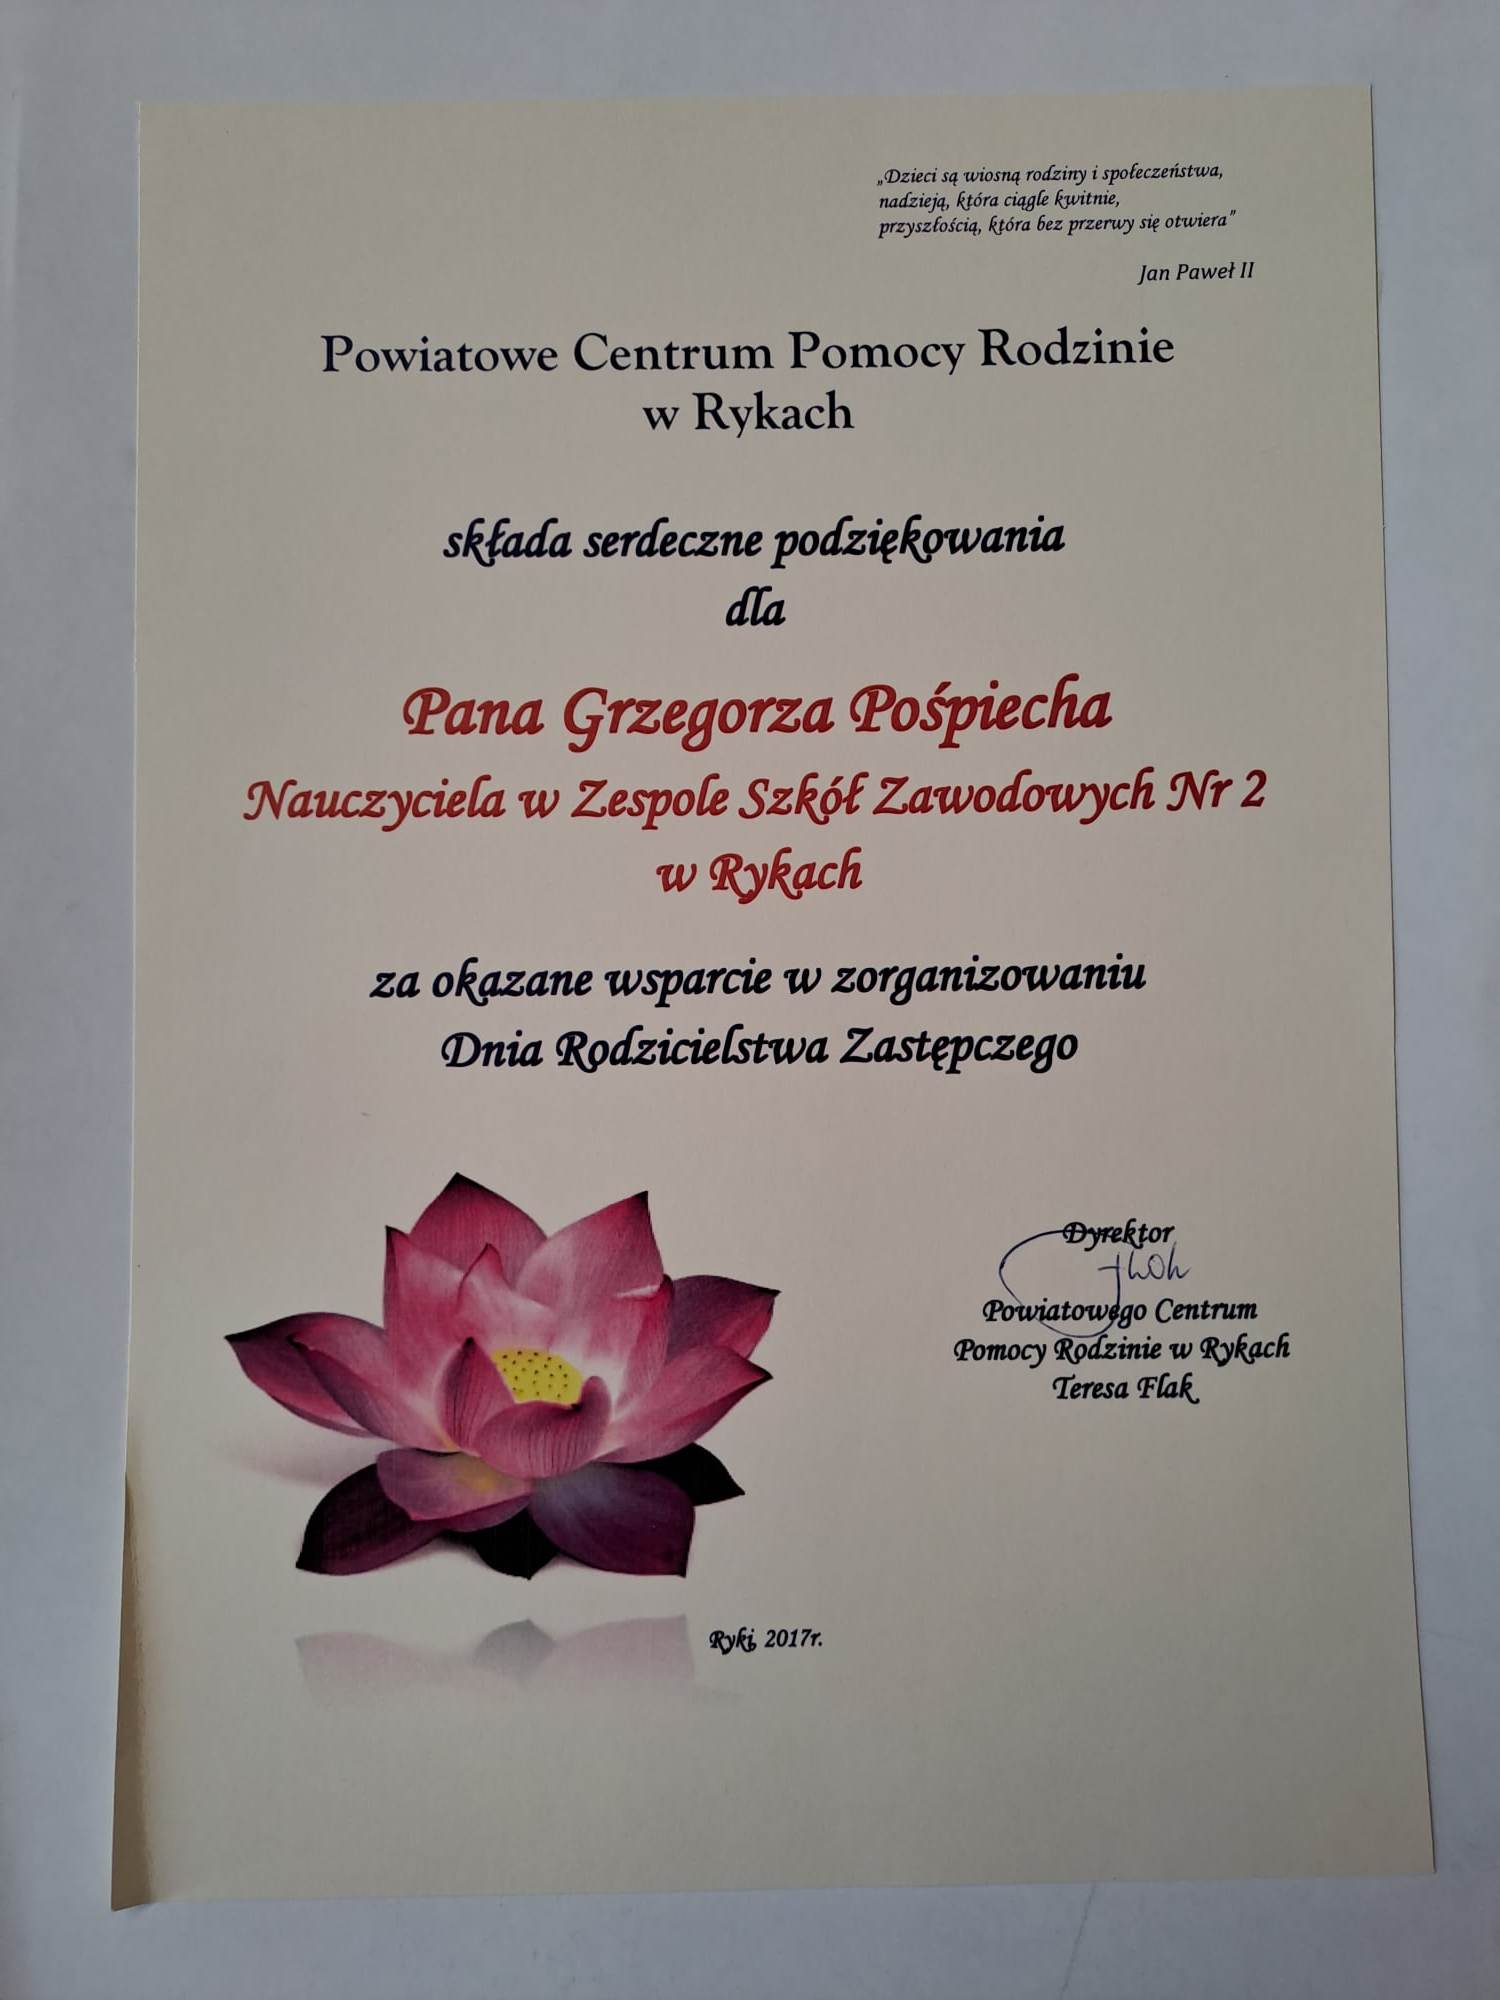 „Dzieci są wiosną rodziny i społeczeństwa,
nadzieją, która ciągle kwitnie,
przyszłością, która bez przerwy się otwiera”
Jan Paweł II
Powiatowe Centrum Pomocy Rodzinie
w Rykach
składa serdeczne podziękowania
dla
Pana Grzegorza Pośpiecha
Nauczyciela w Zespole Szkół Zawodowych Nr 2
w Rykach
za okazane wsparcie w zorganizowaniu
Dnia Rodzicielstwa Zastępczego
Dyrektor
Powiatowego Centrum
Pomocy Rodzinie w Rykach
Teresa Flak
Ryki, 2017r.